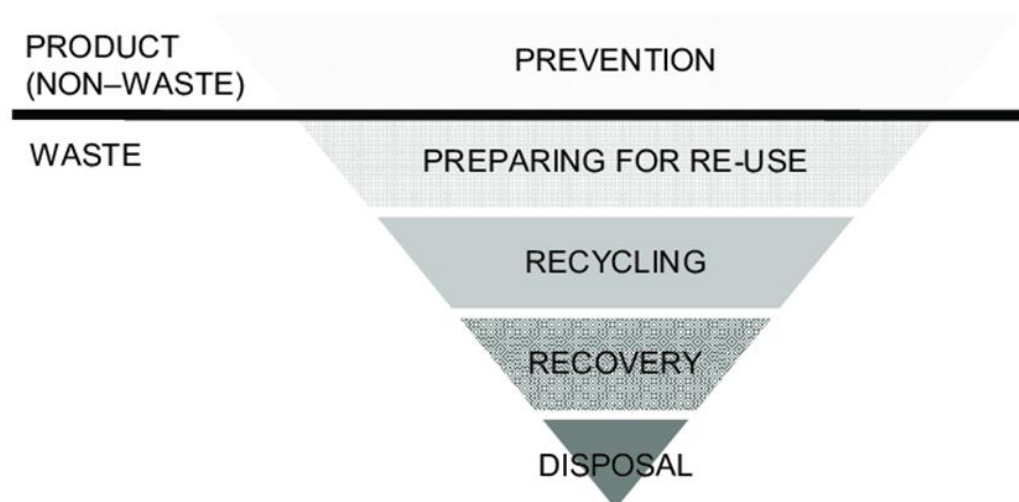 PRODUCT
(NON–WASTE)
PREVENTION
WASTE
PREPARING FOR RE-USE
RECYCLING
RECOVERY
DISPOSAL